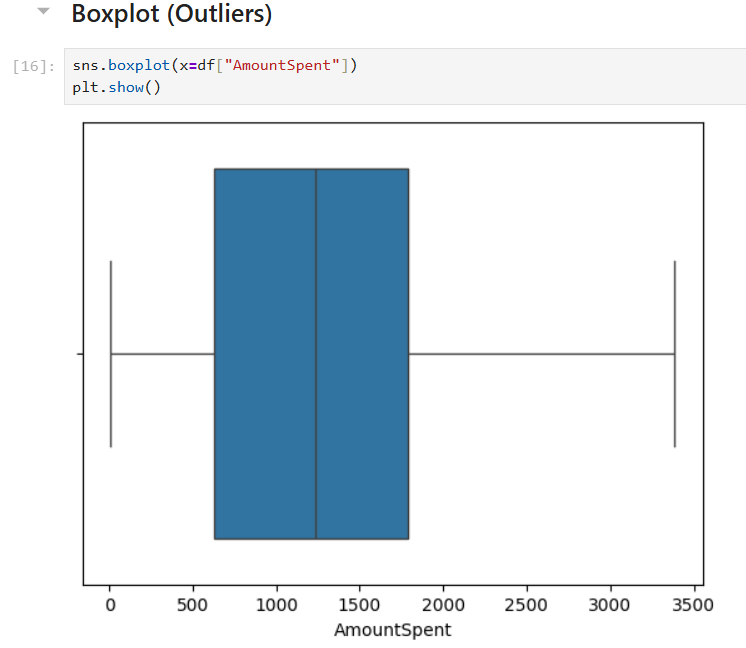 Boxplot (Outliers)
[16]:
sns.boxplot(x=df["AmountSpent"])
plt.show()
0 500 1000 1500 2000 2500 3000 3500
AmountSpent